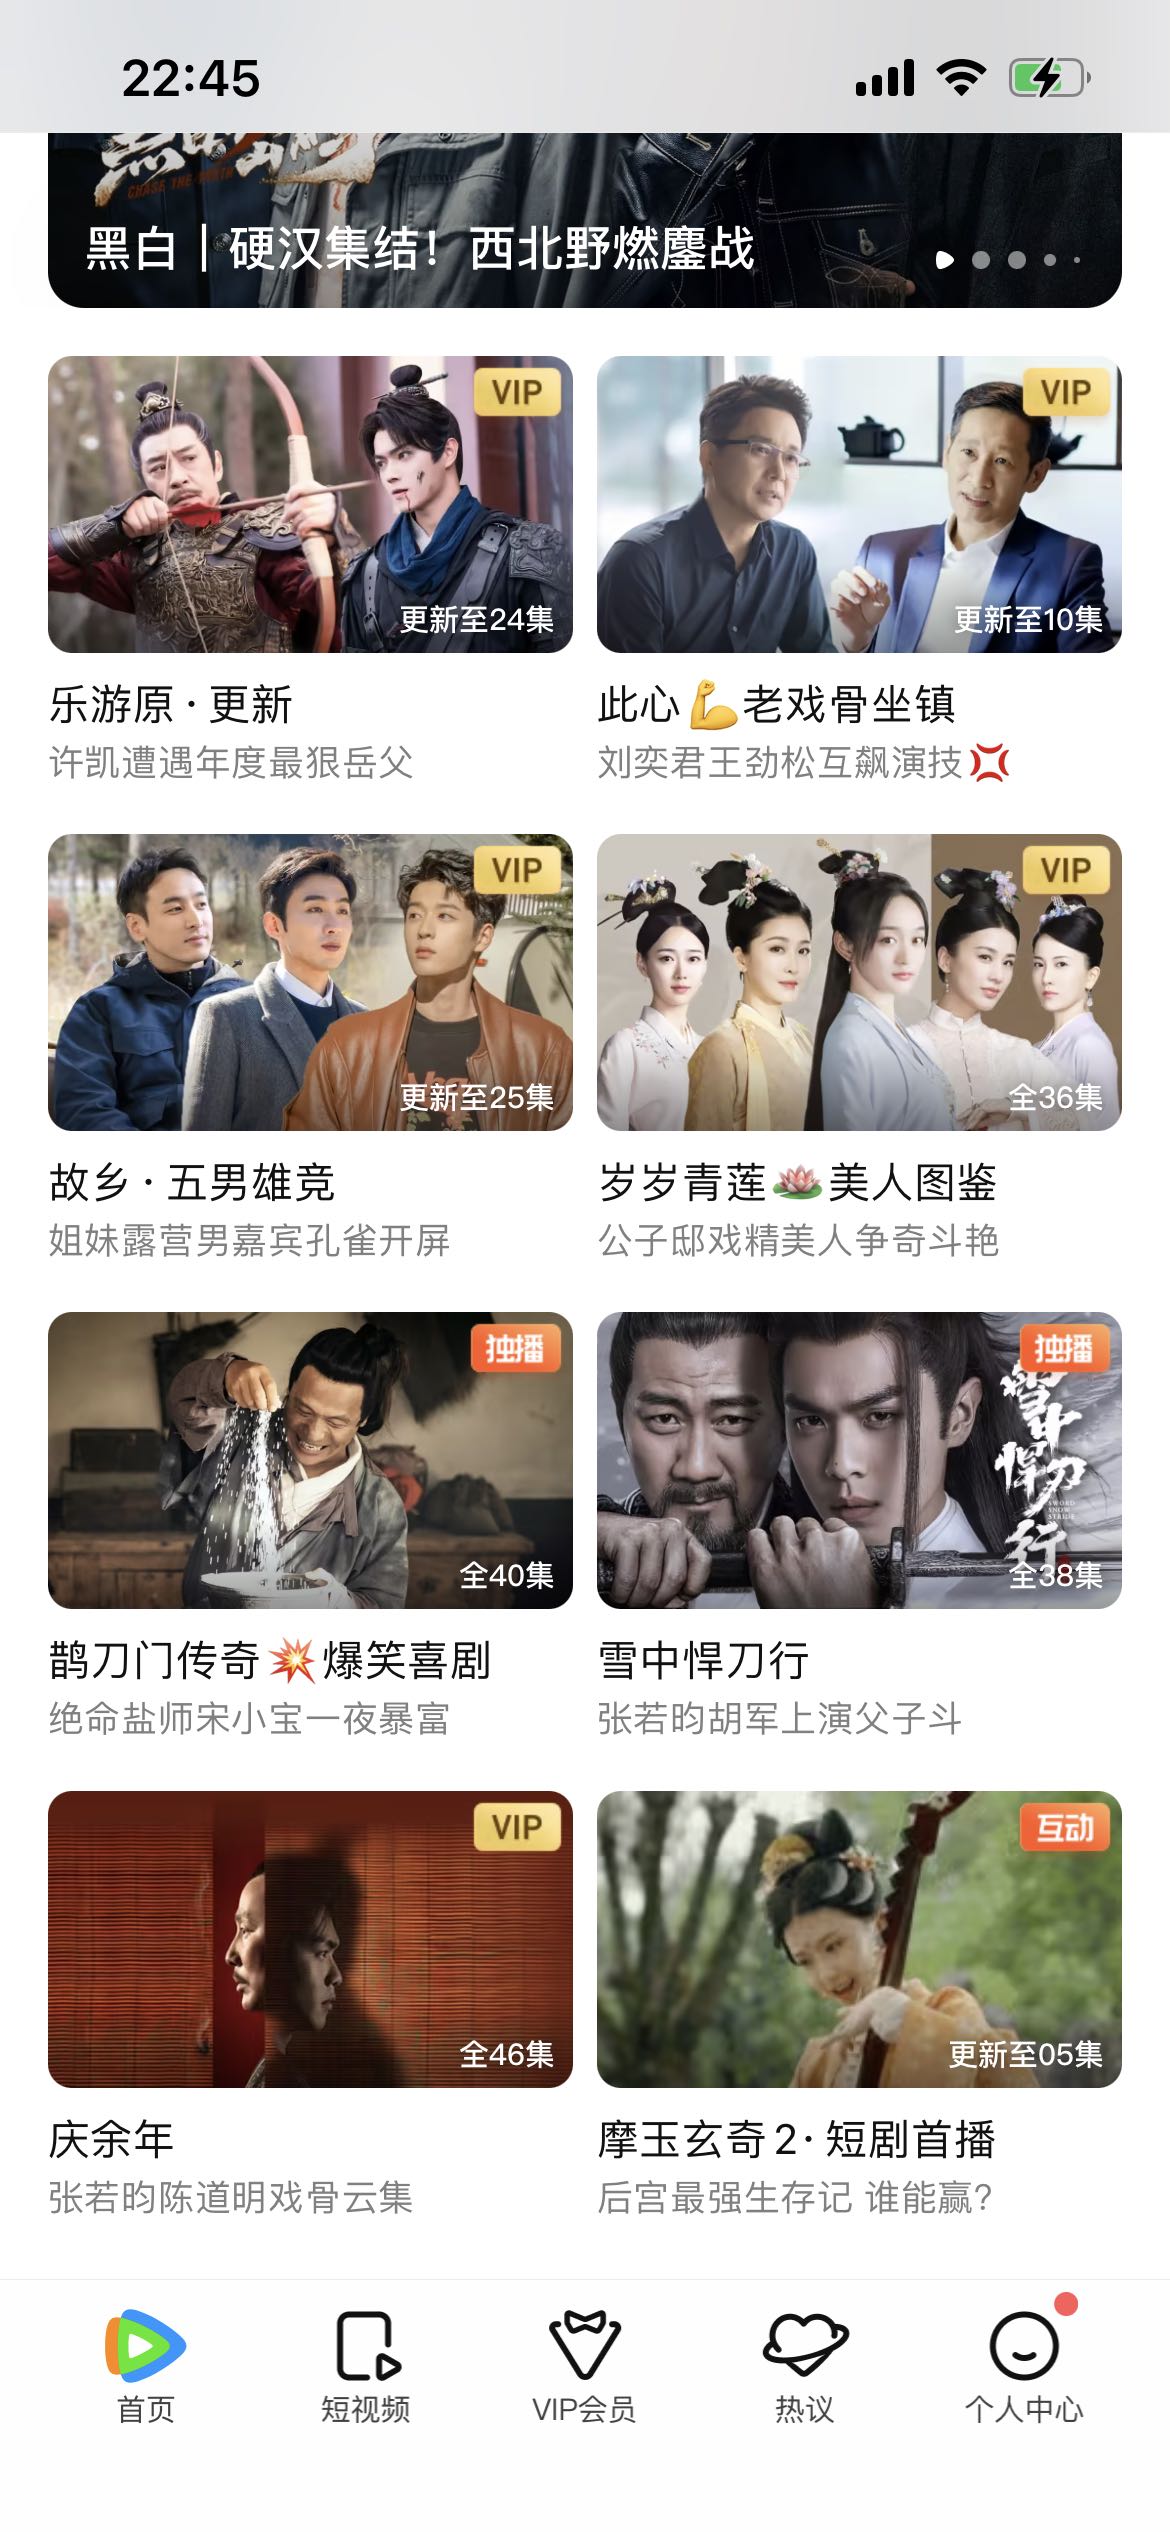 22:45
CHASE THE TRUTH
黑白｜硬汉集结！西北野燃鏖战
VIP
更新至24集
乐游原 · 更新
许凯遭遇年度最狠岳父
VIP
更新至10集
此心💪老戏骨坐镇
刘奕君王劲松互飙演技💢
VIP
更新至25集
故乡 · 五男雄竞
姐妹露营男嘉宾孔雀开屏
VIP
全36集
岁岁青莲🪷美人图鉴
公子邸戏精美人争奇斗艳
独播
全40集
鹊刀门传奇💥爆笑喜剧
绝命盐师宋小宝一夜暴富
独播
雪中悍刀行
SWORD
SNOW
STRIDE
全38集
雪中悍刀行
张若昀胡军上演父子斗
VIP
全46集
庆余年
张若昀陈道明戏骨云集
互动
更新至05集
摩玉玄奇2· 短剧首播
后宫最强生存记 谁能赢?
首页
短视频
VIP会员
热议
个人中心